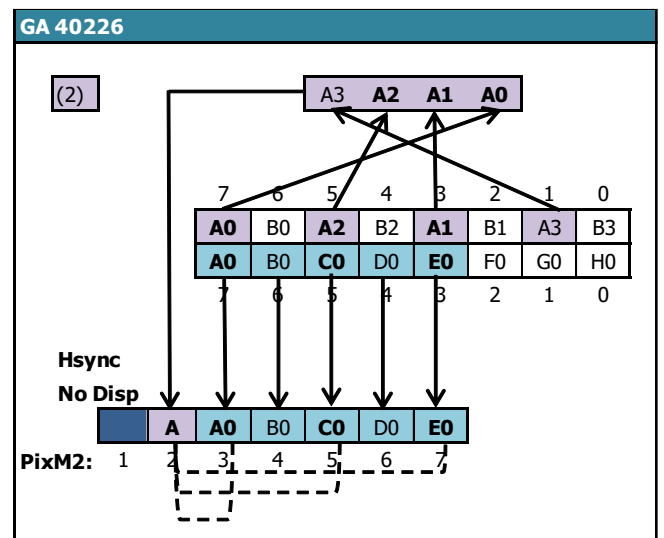 GA 40226
(2)
A3 A2 A1 A0
7 6 5 4 3 2 1 0
A0 B0 A2 B2 A1 B1 A3 B3
A0 B0 C0 D0 E0 F0 G0 H0
7 6 5 4 3 2 1 0
Hsync
No Disp
A A0 B0 C0 D0 E0
PixM2: 1 2 3 4 5 6 7